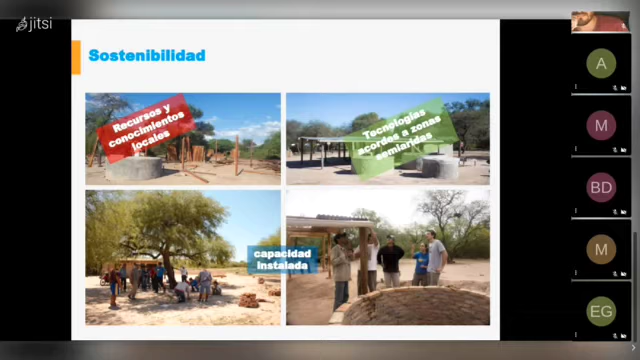 jitsi
Sostenibilidad
Recursos y
conocimientos
locales
Tecnologías
acordes a zonas
semiáridas
capacidad
instalada
A
M
BD
M
EG